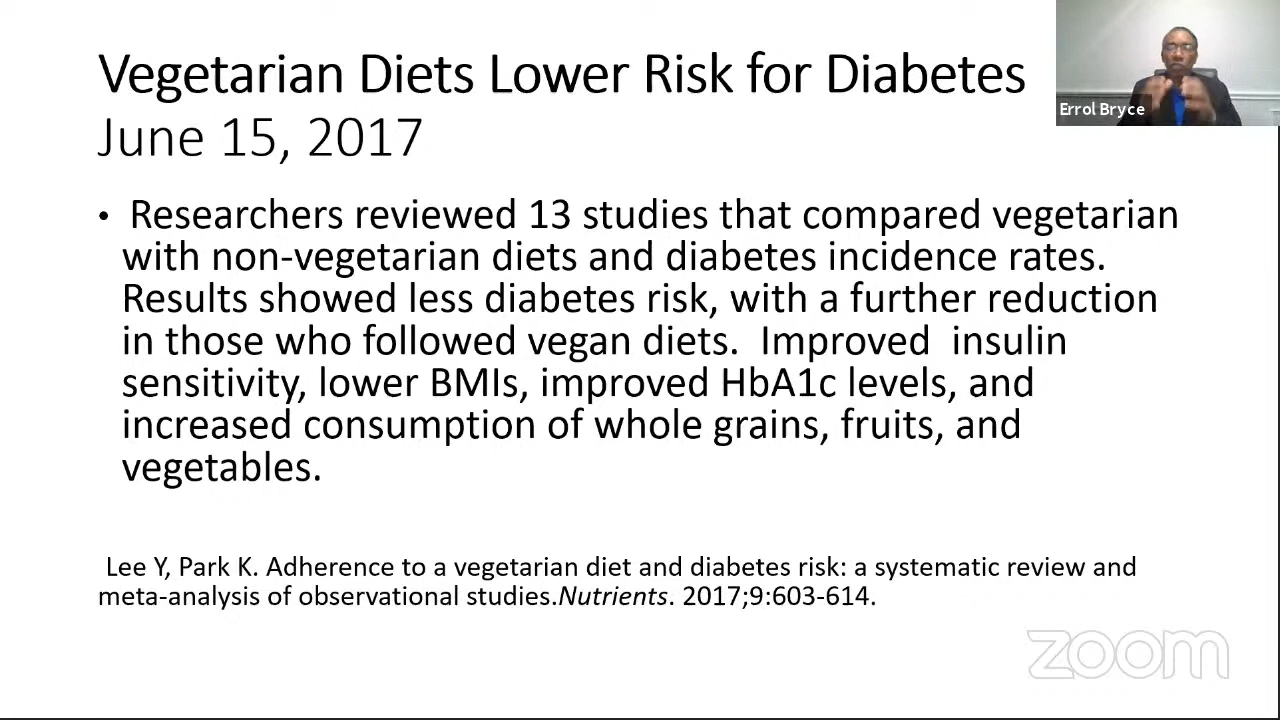 Vegetarian Diets Lower Risk for Diabetes
June 15, 2017
Errol Bryce
• Researchers reviewed 13 studies that compared vegetarian
with non-vegetarian diets and diabetes incidence rates.
Results showed less diabetes risk, with a further reduction
in those who followed vegan diets.  Improved  insulin
sensitivity, lower BMIs, improved HbA1c levels, and
increased consumption of whole grains, fruits, and
vegetables.
Lee Y, Park K. Adherence to a vegetarian diet and diabetes risk: a systematic review and
meta-analysis of observational studies.Nutrients. 2017;9:603-614.
zoom